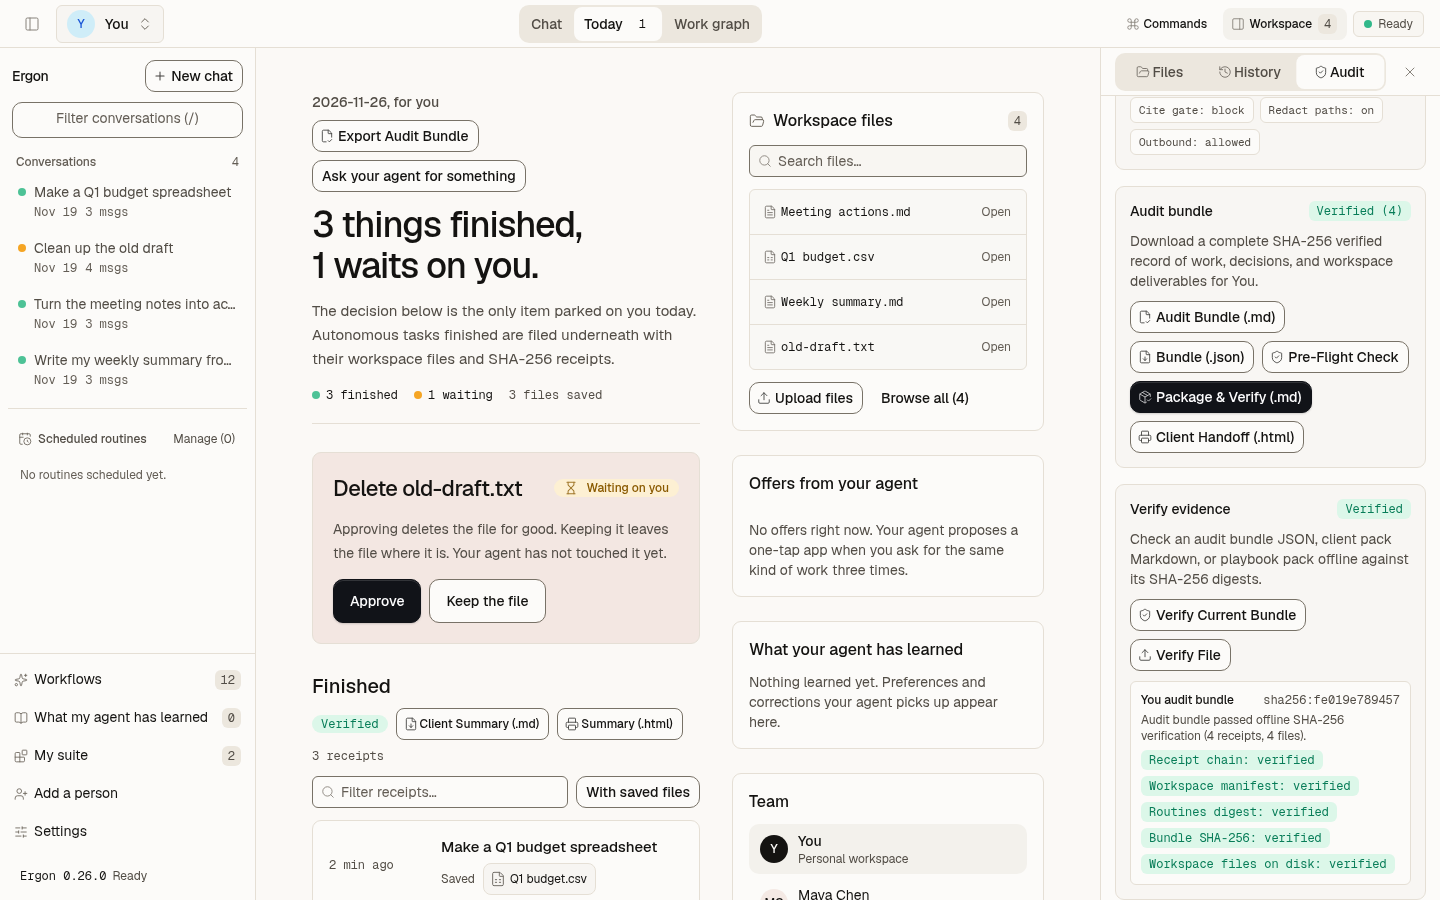 Y You
Chat
Today 1
Work graph
Commands
Workspace 4
Ready
Ergon
New chat
Filter conversations (/)
Conversations 4
Make a Q1 budget spreadsheet
Nov 19 3 msgs
Clean up the old draft
Nov 19 4 msgs
Turn the meeting notes into ac…
Nov 19 3 msgs
Write my weekly summary fro…
Nov 19 3 msgs
Scheduled routines Manage (0)
No routines scheduled yet.
Workflows 12
What my agent has learned 0
My suite 2
Add a person
Settings
Ergon 0.26.0 Ready
2026-11-26, for you
Export Audit Bundle
Ask your agent for something
3 things finished,
1 waits on you.
The decision below is the only item parked on you today.
Autonomous tasks finished are filed underneath with
their workspace files and SHA-256 receipts.
3 finished 1 waiting 3 files saved
Delete old-draft.txt
Waiting on you
Approving deletes the file for good. Keeping it leaves
the file where it is. Your agent has not touched it yet.
Approve
Keep the file
Finished
Verified
Client Summary (.md)
Summary (.html)
3 receipts
Filter receipts…
With saved files
2 min ago
Make a Q1 budget spreadsheet
Saved Q1 budget.csv
Workspace files 4
Search files…
Meeting actions.md Open
Q1 budget.csv Open
Weekly summary.md Open
old-draft.txt Open
Upload files
Browse all (4)
Offers from your agent
No offers right now. Your agent proposes a
one-tap app when you ask for the same
kind of work three times.
What your agent has learned
Nothing learned yet. Preferences and
corrections your agent picks up appear
here.
Team
Y You
Personal workspace
Maya Chen
Files
History
Audit
Cite gate: block
Redact paths: on
Outbound: allowed
Audit bundle
Verified (4)
Download a complete SHA-256 verified
record of work, decisions, and workspace
deliverables for You.
Audit Bundle (.md)
Bundle (.json)
Pre-Flight Check
Package & Verify (.md)
Client Handoff (.html)
Verify evidence
Verified
Check an audit bundle JSON, client pack
Markdown, or playbook pack offline against
its SHA-256 digests.
Verify Current Bundle
Verify File
You audit bundle sha256:fe019e789457
Audit bundle passed offline SHA-256
verification (4 receipts, 4 files).
Receipt chain: verified
Workspace manifest: verified
Routines digest: verified
Bundle SHA-256: verified
Workspace files on disk: verified